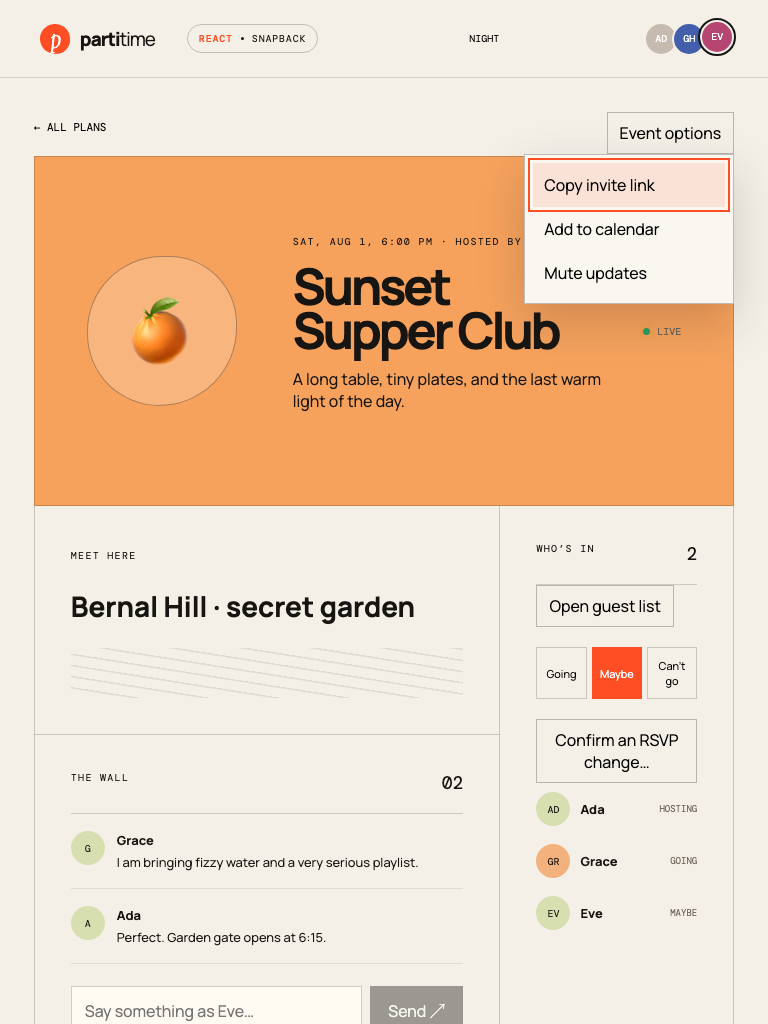 p partitime
REACT • SNAPBACK
NIGHT
AD GH EV
← ALL PLANS
Event options
Copy invite link
Add to calendar
Mute updates
SAT, AUG 1, 6:00 PM · HOSTED BY
Sunset
Supper Club
LIVE
A long table, tiny plates, and the last warm
light of the day.
MEET HERE
Bernal Hill · secret garden
WHO'S IN
2
Open guest list
Going
Maybe
Can't
go
Confirm an RSVP
change…
AD Ada HOSTING
GR Grace GOING
EV Eve MAYBE
THE WALL
02
G Grace
I am bringing fizzy water and a very serious playlist.
A Ada
Perfect. Garden gate opens at 6:15.
Say something as Eve…
Send ↗